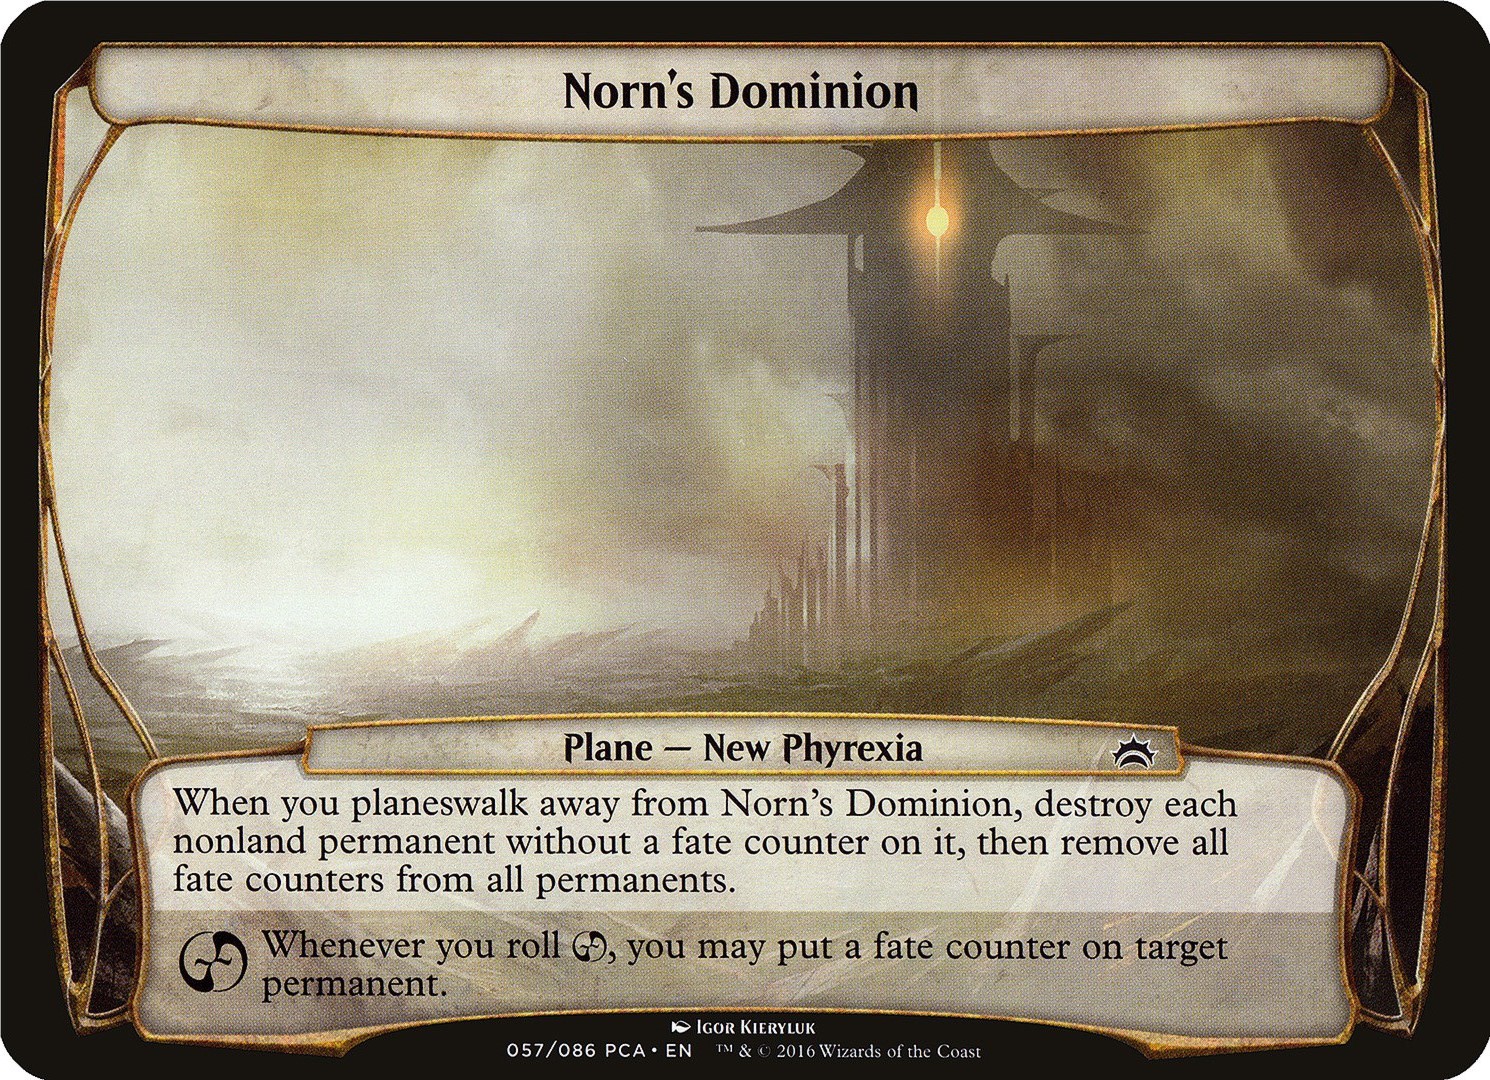 Norn's Dominion
Plane — New Phyrexia
When you planeswalk away from Norn's Dominion, destroy each
nonland permanent without a fate counter on it, then remove all
fate counters from all permanents.
Whenever you roll , you may put a fate counter on target
permanent.
Igor Kieryluk
057/086 PCA • EN ™ & © 2016 Wizards of the Coast